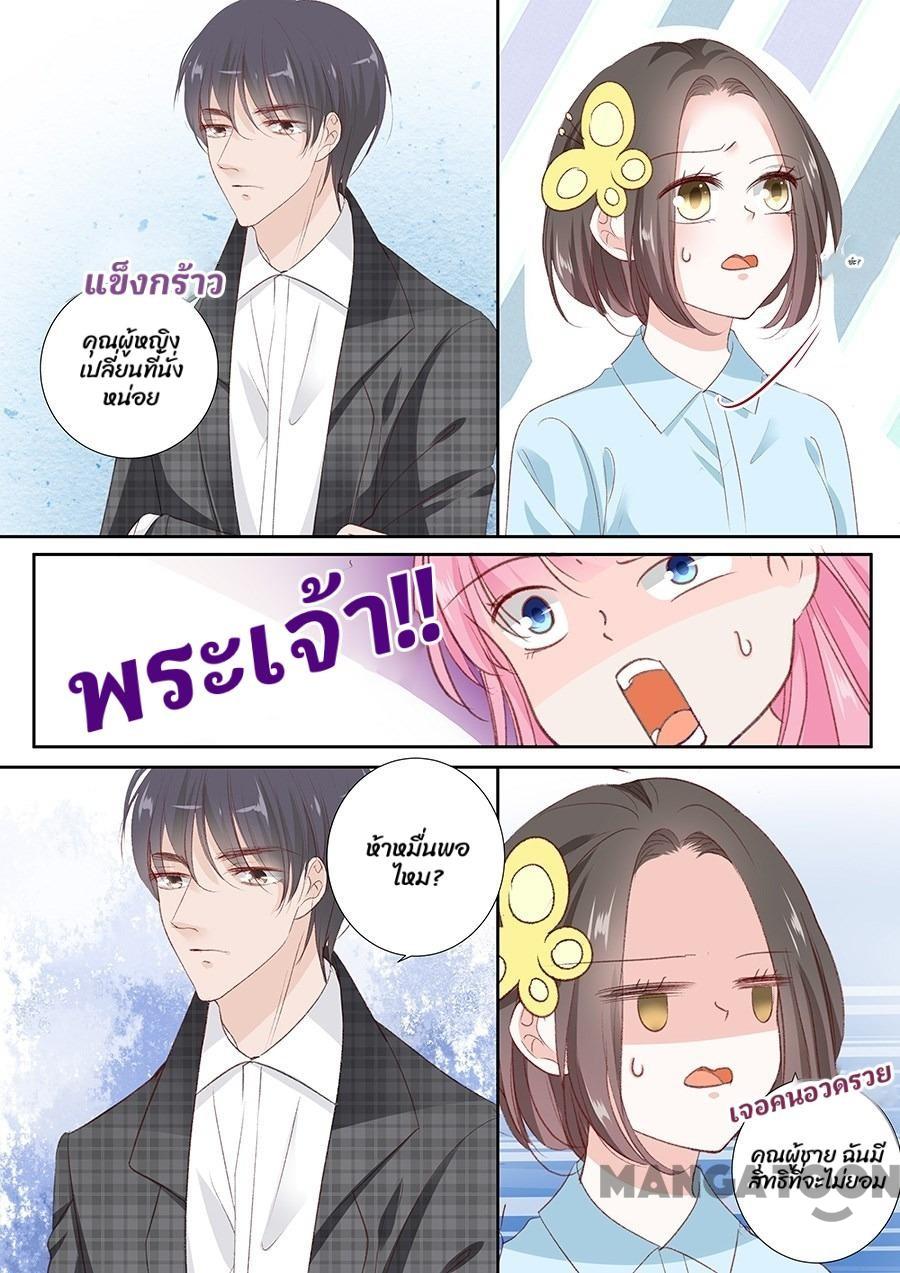 แข็งกร้าว
คุณผู้หญิง
เปลี่ยนที่นั่ง
หน่อย
ซ๊ะ?
พระเจ้า!!
ห้าหมื่นพอ
ไหม?
เจอคนอวดรวย
คุณผู้ชาย ฉันมี
สิทธิที่จะไม่ยอม
MANGATOON